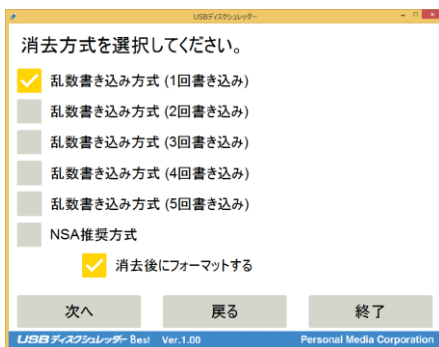 USBディスクシュレッダー
消去方式を選択してください。
乱数書き込み方式 (1回書き込み)
乱数書き込み方式 (2回書き込み)
乱数書き込み方式 (3回書き込み)
乱数書き込み方式 (4回書き込み)
乱数書き込み方式 (5回書き込み)
NSA推奨方式
消去後にフォーマットする
次へ 戻る 終了
USB ディスクシュレッダー Best Ver.1.00 Personal Media Corporation